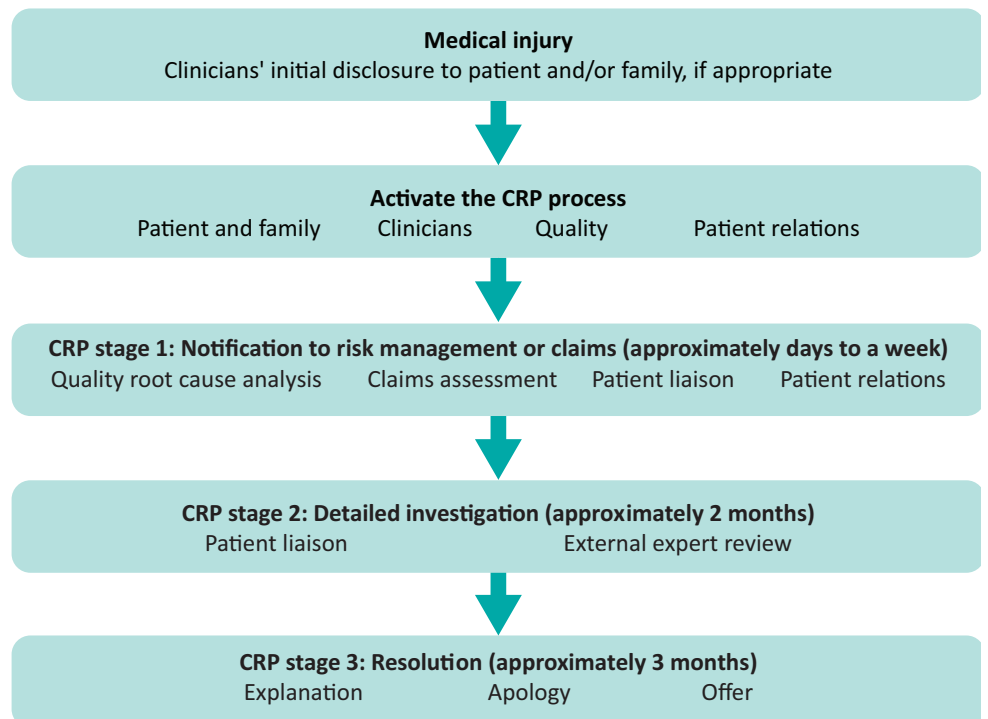 Medical injury
Clinicians' initial disclosure to patient and/or family, if appropriate
Activate the CRP process
Patient and family Clinicians Quality Patient relations
CRP stage 1: Notification to risk management or claims (approximately days to a week)
Quality root cause analysis Claims assessment Patient liaison Patient relations
CRP stage 2: Detailed investigation (approximately 2 months)
Patient liaison External expert review
CRP stage 3: Resolution (approximately 3 months)
Explanation Apology Offer